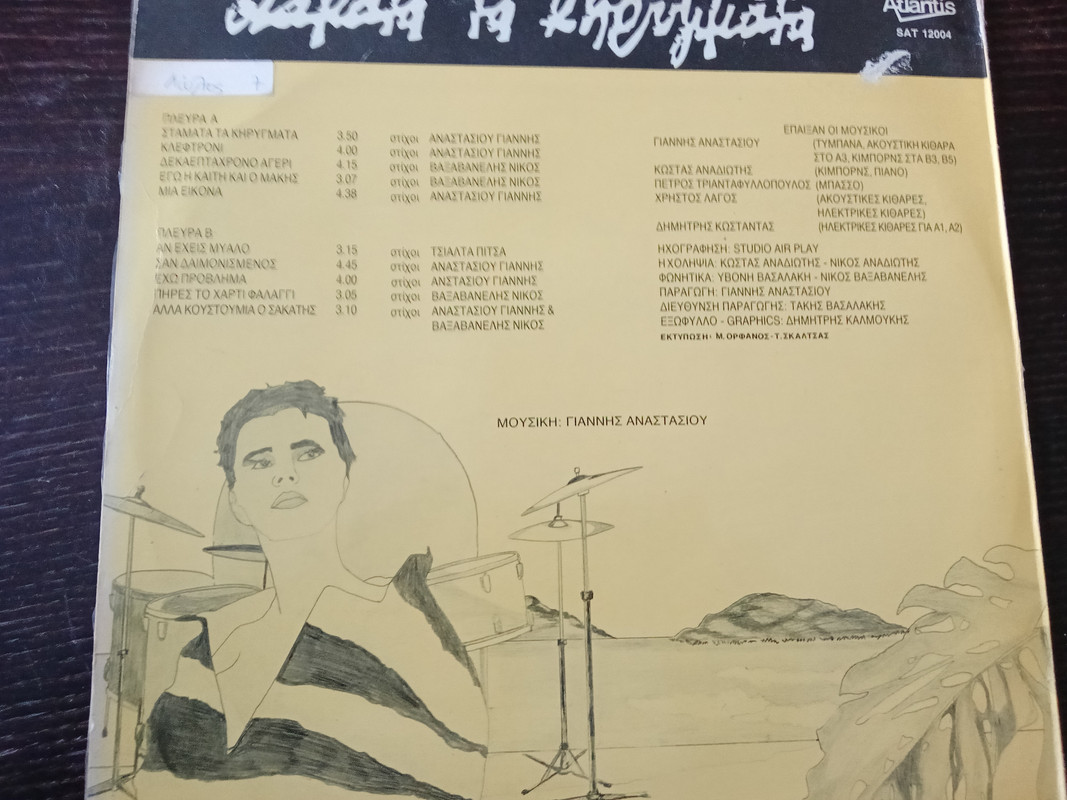 σταμάτα τα κηρύγματα
Atlantis
SAT 12004
7
ΠΛΕΥΡΑ Α
ΣΤΑΜΑΤΑ ΤΑ ΚΗΡΥΓΜΑΤΑ 3.50 στίχοι ΑΝΑΣΤΑΣΙΟΥ ΓΙΑΝΝΗΣ
ΚΛΕΦΤΡΟΝΙ 4.00 στίχοι ΑΝΑΣΤΑΣΙΟΥ ΓΙΑΝΝΗΣ
ΔΕΚΑΕΠΤΑΧΡΟΝΟ ΑΓΕΡΙ 4.15 στίχοι ΒΑΞΑΒΑΝΕΛΗΣ ΝΙΚΟΣ
ΕΓΩ Η ΚΑΙΤΗ ΚΑΙ Ο ΜΑΚΗΣ 3.07 στίχοι ΒΑΞΑΒΑΝΕΛΗΣ ΝΙΚΟΣ
ΜΙΑ ΕΙΚΟΝΑ 4.38 στίχοι ΑΝΑΣΤΑΣΙΟΥ ΓΙΑΝΝΗΣ
ΠΛΕΥΡΑ Β
ΑΝ ΕΧΕΙΣ ΜΥΑΛΟ 3.15 στίχοι ΤΣΙΑΛΤΑ ΠΙΤΣΑ
ΣΑΝ ΔΑΙΜΟΝΙΣΜΕΝΟΣ 4.45 στίχοι ΑΝΑΣΤΑΣΙΟΥ ΓΙΑΝΝΗΣ
ΕΧΩ ΠΡΟΒΛΗΜΑ 4.00 στίχοι ΑΝΣΤΑΣΙΟΥ ΓΙΑΝΝΗΣ
ΠΗΡΕΣ ΤΟ ΧΑΡΤΙ ΦΑΛΑΓΓΙ 3.05 στίχοι ΒΑΞΑΒΑΝΕΛΗΣ ΝΙΚΟΣ
ΑΛΛΑ ΚΟΥΣΤΟΥΜΙΑ Ο ΣΑΚΑΤΗΣ 3.10 στίχοι ΑΝΑΣΤΑΣΙΟΥ ΓΙΑΝΝΗΣ &
ΒΑΞΑΒΑΝΕΛΗΣ ΝΙΚΟΣ
ΕΠΑΙΞΑΝ ΟΙ ΜΟΥΣΙΚΟΙ
ΓΙΑΝΝΗΣ ΑΝΑΣΤΑΣΙΟΥ (ΤΥΜΠΑΝΑ, ΑΚΟΥΣΤΙΚΗ ΚΙΘΑΡΑ
ΣΤΟ Α3, ΚΙΜΠΟΡΝΣ ΣΤΑ Β3, Β5)
ΚΩΣΤΑΣ ΑΝΑΔΙΩΤΗΣ (ΚΙΜΠΟΡΝΣ, ΠΙΑΝΟ)
ΠΕΤΡΟΣ ΤΡΙΑΝΤΑΦΥΛΛΟΠΟΥΛΟΣ (ΜΠΑΣΣΟ)
ΧΡΗΣΤΟΣ ΛΑΓΟΣ (ΑΚΟΥΣΤΙΚΕΣ ΚΙΘΑΡΕΣ,
ΗΛΕΚΤΡΙΚΕΣ ΚΙΘΑΡΕΣ)
ΔΗΜΗΤΡΗΣ ΚΩΣΤΑΝΤΑΣ (ΗΛΕΚΤΡΙΚΕΣ ΚΙΘΑΡΕΣ ΓΙΑ Α1, Α2)
ΗΧΟΓΡΑΦΗΣΗ: STUDIO AIR PLAY
ΗΧΟΛΗΨΙΑ: ΚΩΣΤΑΣ ΑΝΑΔΙΩΤΗΣ - ΝΙΚΟΣ ΑΝΑΔΙΩΤΗΣ
ΦΩΝΗΤΙΚΑ: ΥΒΟΝΗ ΒΑΣΑΛΑΚΗ - ΝΙΚΟΣ ΒΑΞΑΒΑΝΕΛΗΣ
ΠΑΡΑΓΩΓΗ: ΓΙΑΝΝΗΣ ΑΝΑΣΤΑΣΙΟΥ
ΔΙΕΥΘΥΝΣΗ ΠΑΡΑΓΩΓΗΣ: ΤΑΚΗΣ ΒΑΣΑΛΑΚΗΣ
ΕΞΩΦΥΛΛΟ - GRAPHICS: ΔΗΜΗΤΡΗΣ ΚΑΛΜΟΥΚΗΣ
ΕΚΤΥΠΩΣΗ: Μ. ΟΡΦΑΝΟΣ - Τ. ΣΚΑΛΤΣΑΣ
ΜΟΥΣΙΚΗ: ΓΙΑΝΝΗΣ ΑΝΑΣΤΑΣΙΟΥ